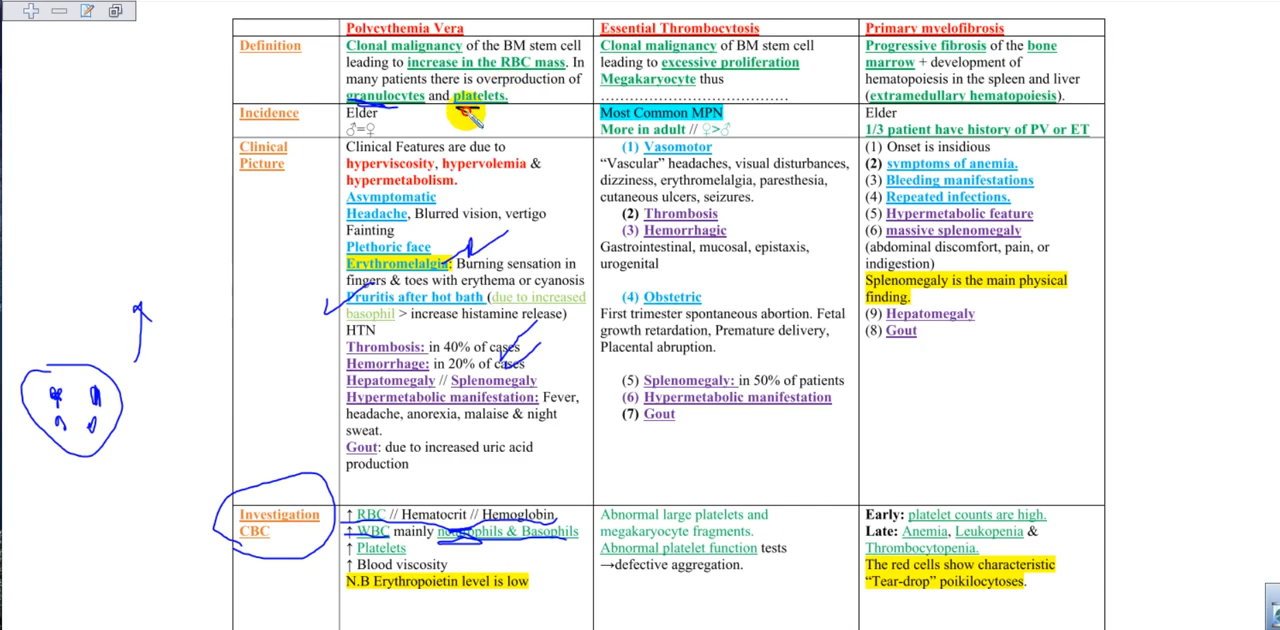 Polycythemia Vera
Essential Thrombocytosis
Primary myelofibrosis
Definition
Clonal malignancy of the BM stem cell
leading to increase in the RBC mass. In
many patients there is overproduction of
granulocytes and platelets.
Clonal malignancy of BM stem cell
leading to excessive proliferation
Megakaryocyte thus
……………………………………
Progressive fibrosis of the bone
marrow + development of
hematopoiesis in the spleen and liver
(extramedullary hematopoiesis).
Incidence
Elder
♂=♀
Most Common MPN
More in adult // ♀>♂
Elder
1/3 patient have history of PV or ET
Clinical
Picture
Clinical Features are due to
hyperviscosity, hypervolemia &
hypermetabolism.
Asymptomatic
Headache, Blurred vision, vertigo
Fainting
Plethoric face
Erythromelalgia: Burning sensation in
fingers & toes with erythema or cyanosis
Pruritis after hot bath (due to increased
basophil > increase histamine release)
HTN
Thrombosis: in 40% of cases
Hemorrhage: in 20% of cases
Hepatomegaly // Splenomegaly
Hypermetabolic manifestation: Fever,
headache, anorexia, malaise & night
sweat.
Gout: due to increased uric acid
production
(1) Vasomotor
“Vascular” headaches, visual disturbances,
dizziness, erythromelalgia, paresthesia,
cutaneous ulcers, seizures.
(2) Thrombosis
(3) Hemorrhagic
Gastrointestinal, mucosal, epistaxis,
urogenital
(4) Obstetric
First trimester spontaneous abortion. Fetal
growth retardation, Premature delivery,
Placental abruption.
(5) Splenomegaly: in 50% of patients
(6) Hypermetabolic manifestation
(7) Gout
(1) Onset is insidious
(2) symptoms of anemia.
(3) Bleeding manifestations
(4) Repeated infections.
(5) Hypermetabolic feature
(6) massive splenomegaly
(abdominal discomfort, pain, or
indigestion)
Splenomegaly is the main physical
finding.
(9) Hepatomegaly
(8) Gout
Investigation
CBC
↑ RBC // Hematocrit // Hemoglobin.
↑ WBC mainly neutrophils & Basophils
↑ Platelets
↑ Blood viscosity
N.B Erythropoietin level is low
Abnormal large platelets and
megakaryocyte fragments.
Abnormal platelet function tests
→defective aggregation.
Early: platelet counts are high.
Late: Anemia, Leukopenia &
Thrombocytopenia.
The red cells show characteristic
“Tear-drop” poikilocytoses.